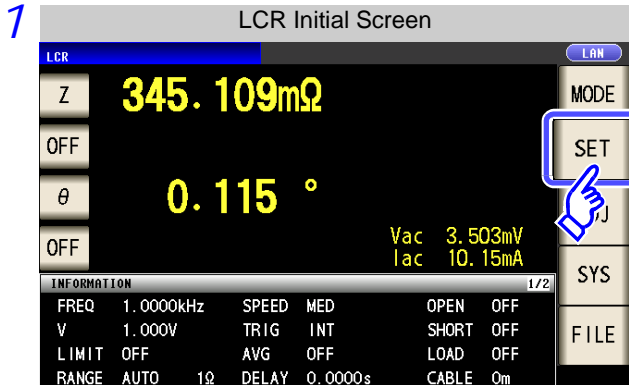 1
LCR Initial Screen
LCR
LAN
Z 345.109mΩ
MODE
OFF
SET
θ 0.115 °
OFF
Vac 3.503mV
Iac 10.15mA
SYS
INFORMATION 1/2
FREQ 1.0000kHz SPEED MED OPEN OFF
V 1.000V TRIG INT SHORT OFF
FILE
LIMIT OFF AVG OFF LOAD OFF
RANGE AUTO 1Ω DELAY 0.0000s CABLE 0m